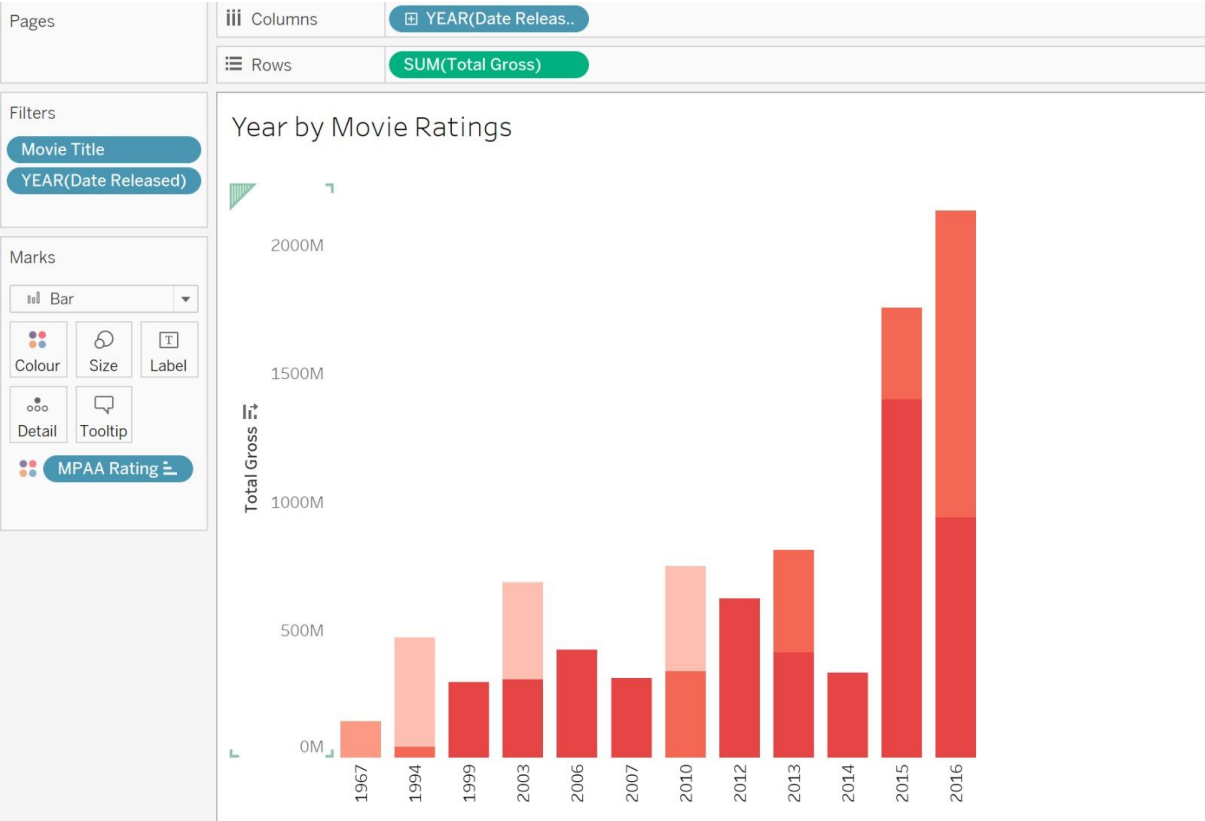 Pages
Columns
YEAR(Date Releas..
Rows
SUM(Total Gross)
Filters
Movie Title
YEAR(Date Released)
Marks
Bar
Colour
Size
T
Label
Detail
Tooltip
MPAA Rating
Year by Movie Ratings
Total Gross
2000M
1500M
1000M
500M
0M
1967
1994
1999
2003
2006
2007
2010
2012
2013
2014
2015
2016